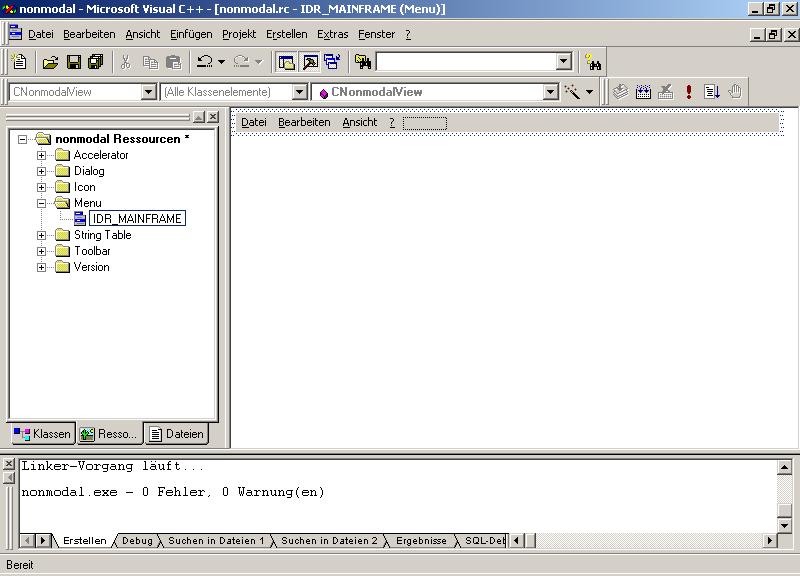 nonmodal - Microsoft Visual C++ - [nonmodal.rc - IDR_MAINFRAME (Menu)]
Datei Bearbeiten Ansicht Einfügen Projekt Erstellen Extras Fenster ?
CNonmodalView (Alle Klassenelemente) CNonmodalView
nonmodal Ressourcen *
Accelerator
Dialog
Icon
Menu
IDR_MAINFRAME
String Table
Toolbar
Version
Klassen Resso... Dateien
Datei Bearbeiten Ansicht ?
Linker-Vorgang läuft...
nonmodal.exe - 0 Fehler, 0 Warnung(en)
Erstellen Debug Suchen in Dateien 1 Suchen in Dateien 2 Ergebnisse SQL-Deb
Bereit